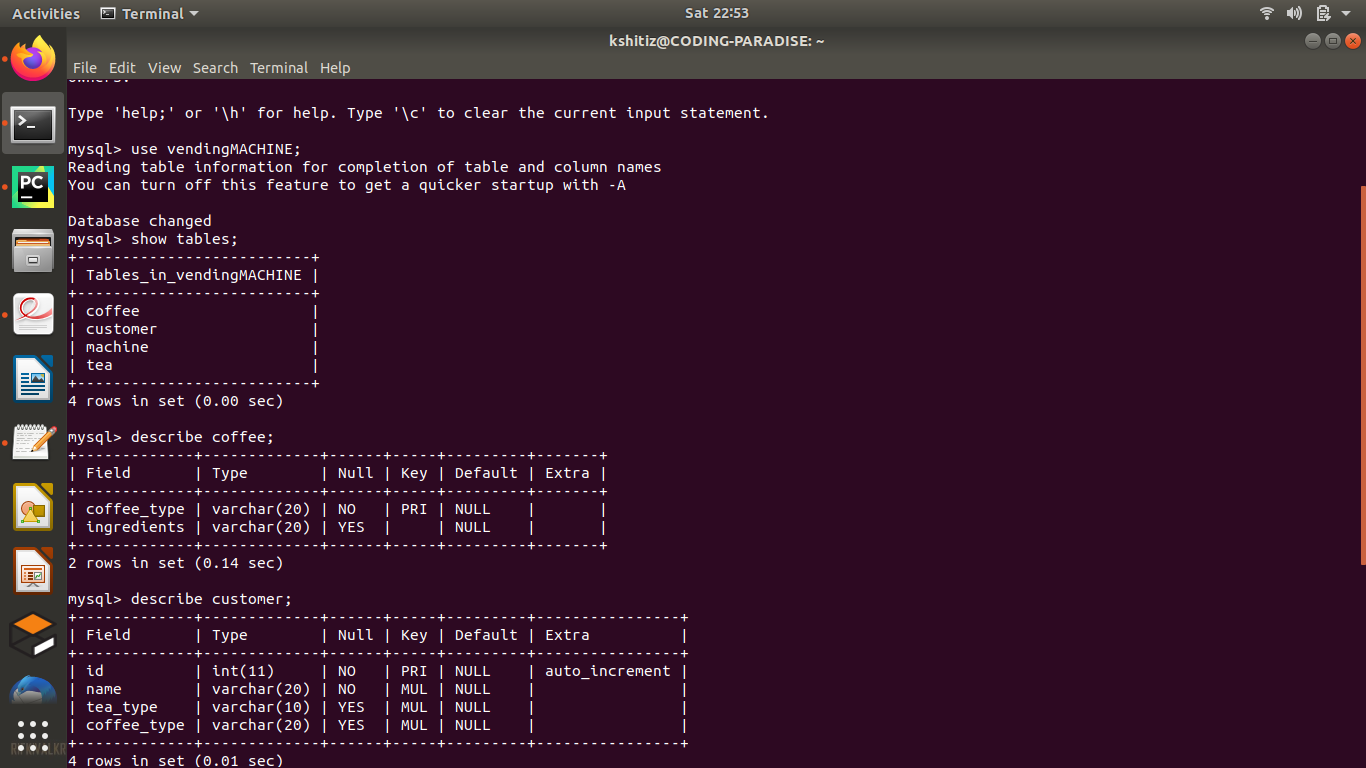 Activities Terminal Sat 22:53
kshitiz@CODING-PARADISE: ~
File Edit View Search Terminal Help
owners.
Type 'help;' or '\h' for help. Type '\c' to clear the current input statement.
mysql> use vendingMACHINE;
Reading table information for completion of table and column names
You can turn off this feature to get a quicker startup with -A
Database changed
mysql> show tables;
+--------------------------+
| Tables_in_vendingMACHINE |
+--------------------------+
| coffee                   |
| customer                 |
| machine                  |
| tea                      |
+--------------------------+
4 rows in set (0.00 sec)
mysql> describe coffee;
+-------------+-------------+------+-----+---------+-------+
| Field       | Type        | Null | Key | Default | Extra |
+-------------+-------------+------+-----+---------+-------+
| coffee_type | varchar(20) | NO   | PRI | NULL    |       |
| ingredients | varchar(20) | YES  |     | NULL    |       |
+-------------+-------------+------+-----+---------+-------+
2 rows in set (0.14 sec)
mysql> describe customer;
+-------------+-------------+------+-----+---------+----------------+
| Field       | Type        | Null | Key | Default | Extra          |
+-------------+-------------+------+-----+---------+----------------+
| id          | int(11)     | NO   | PRI | NULL    | auto_increment |
| name        | varchar(20) | NO   | MUL | NULL    |                |
| tea_type    | varchar(10) | YES  | MUL | NULL    |                |
| coffee_type | varchar(20) | YES  | MUL | NULL    |                |
+-------------+-------------+------+-----+---------+----------------+
4 rows in set (0.01 sec)
PC